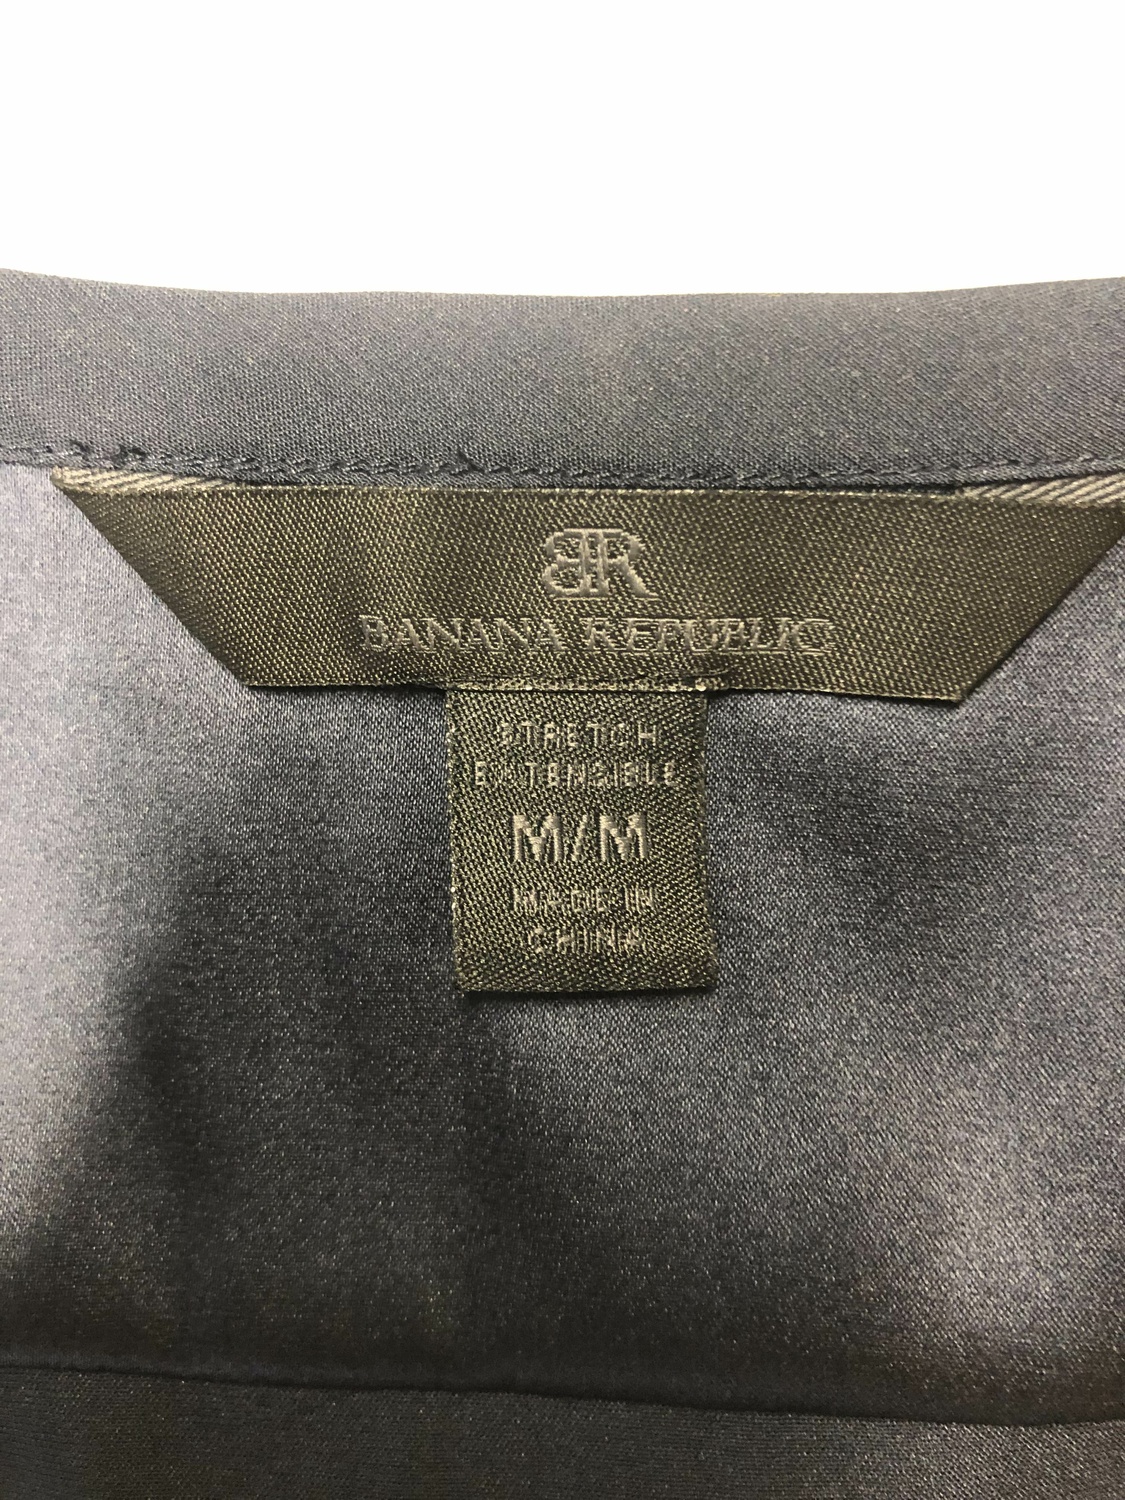 BR
BANANA REPUBLIC
STRETCH
EXTENSIBLE
M/M
MADE IN
CHINA